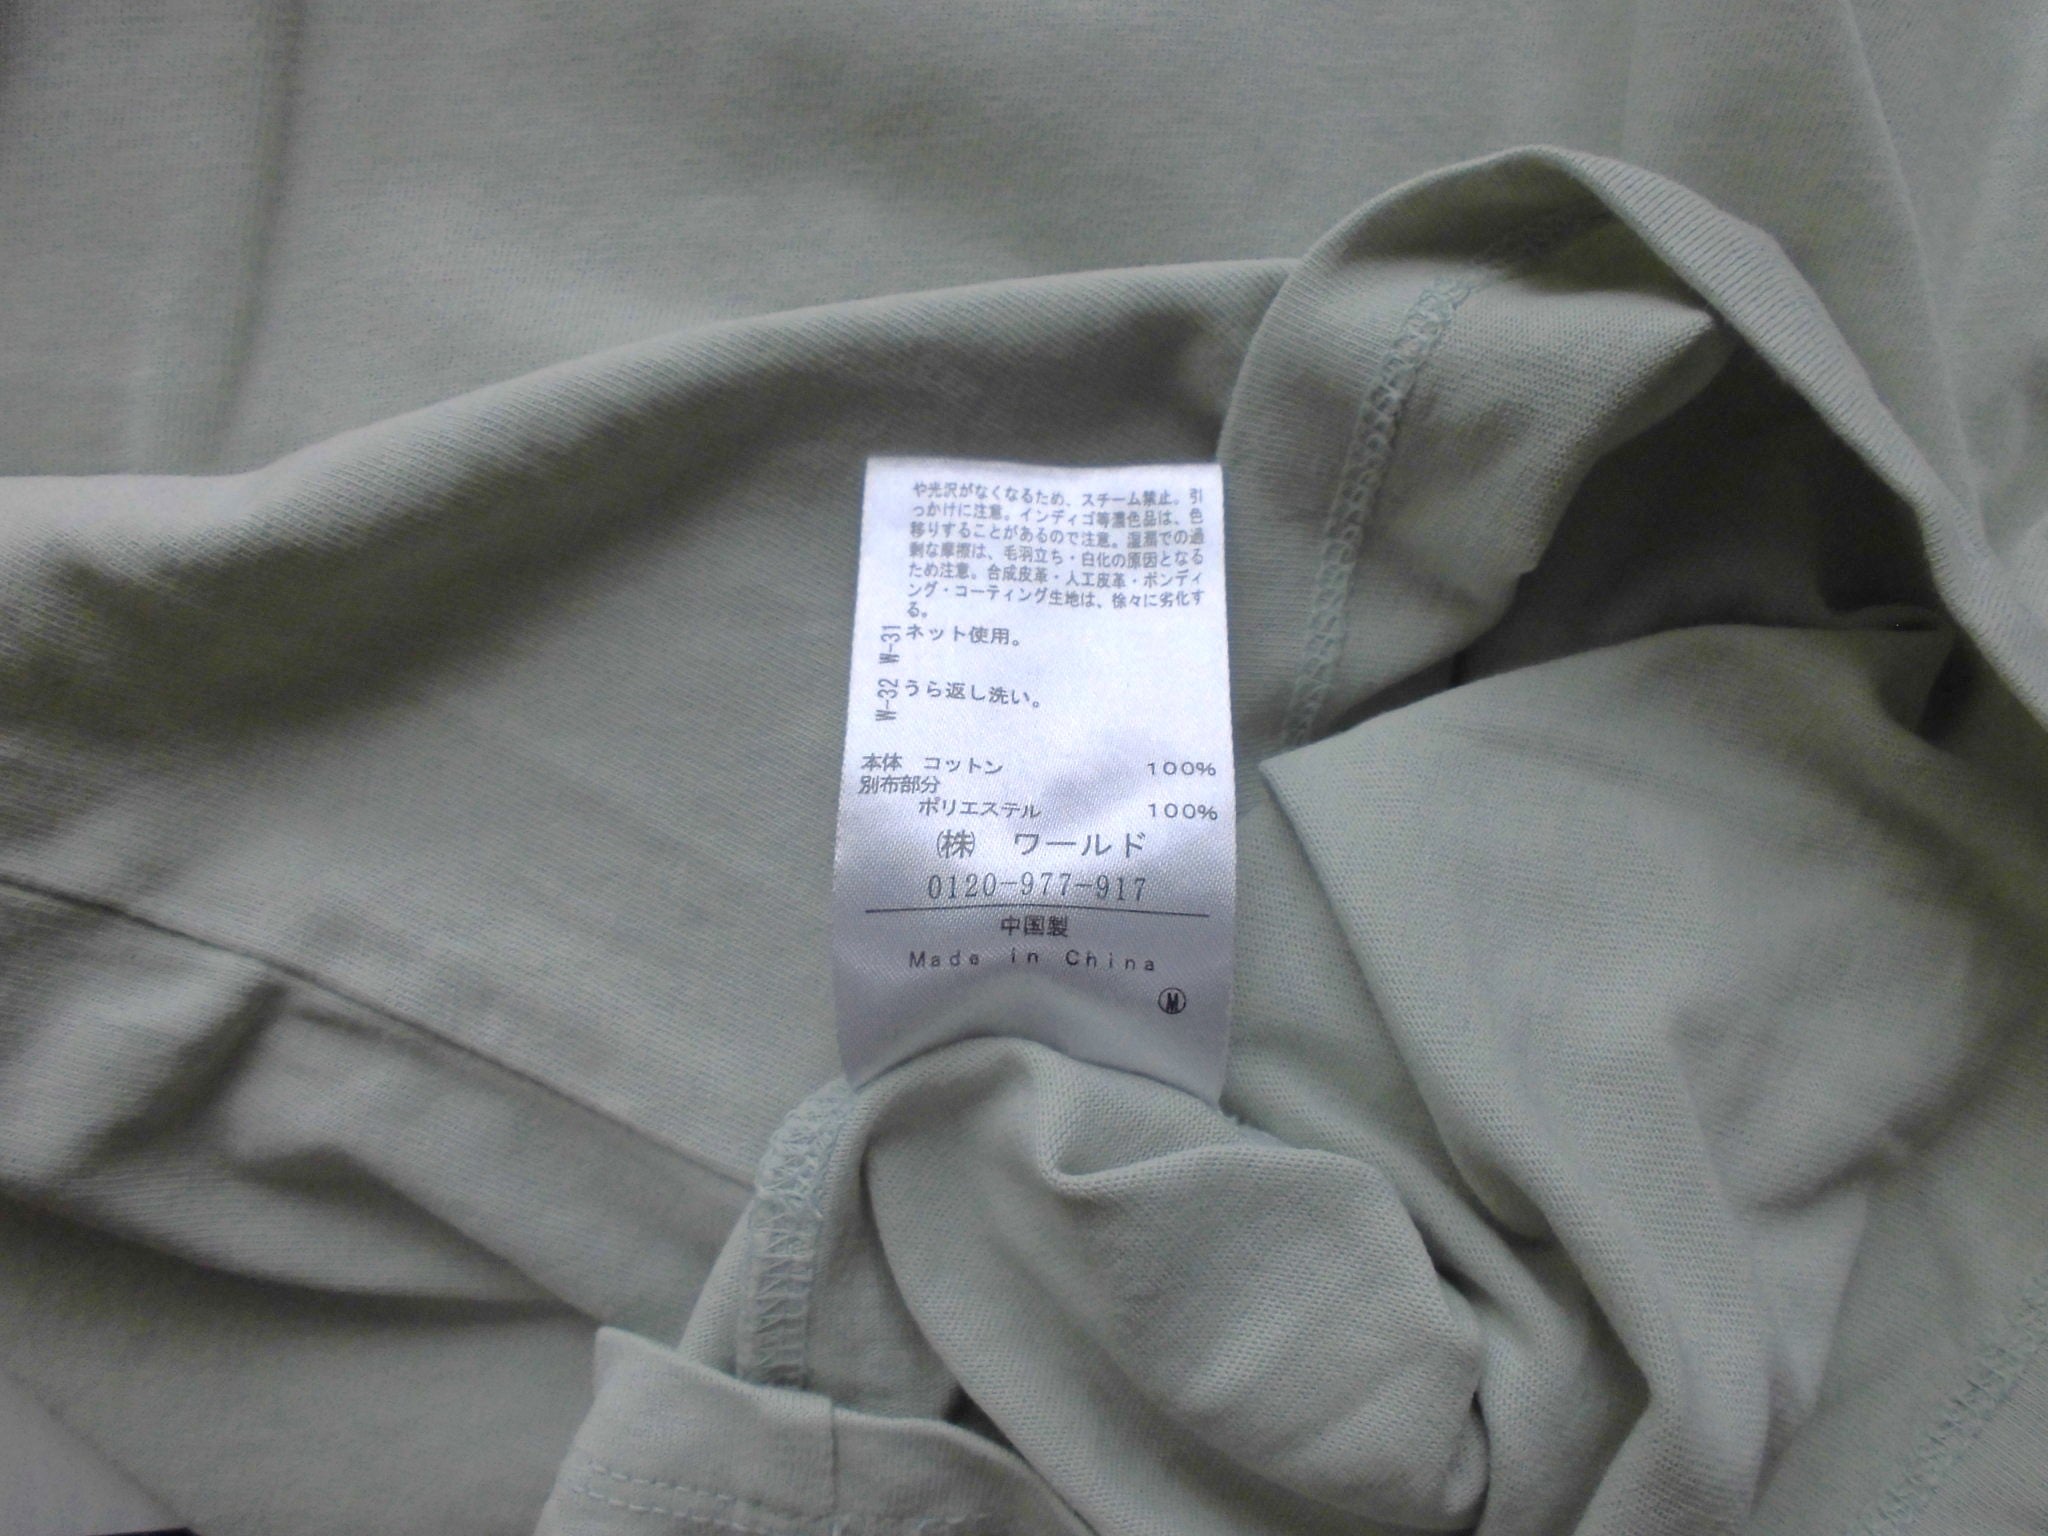 や光沢がなくなるため、スチーム禁止。引
っかけに注意。インディゴ等濃色品は、色
移りすることがあるので注意。湿潤での過
剰な摩擦は、毛羽立ち・白化の原因となる
ため注意。合成皮革・人工皮革・ボンディ
ング・コーティング生地は、徐々に劣化す
る。
W-31 ネット使用。
W-32 うら返し洗い。
本体 コットン 100%
別布部分
ポリエステル 100%
㈱ ワールド
0120-977-917
中国製
Made in China
Ⓜ